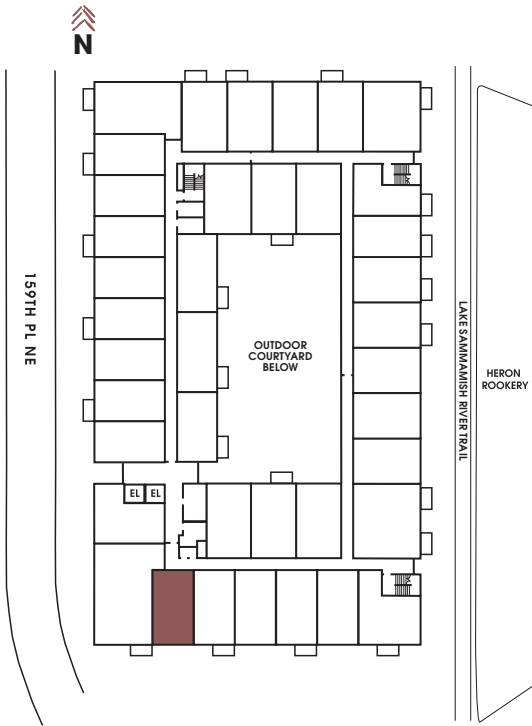 N
159TH PL NE
OUTDOOR
COURTYARD
BELOW
LAKE SAMMAMISH RIVER TRAIL
HERON
ROOKERY
EL EL